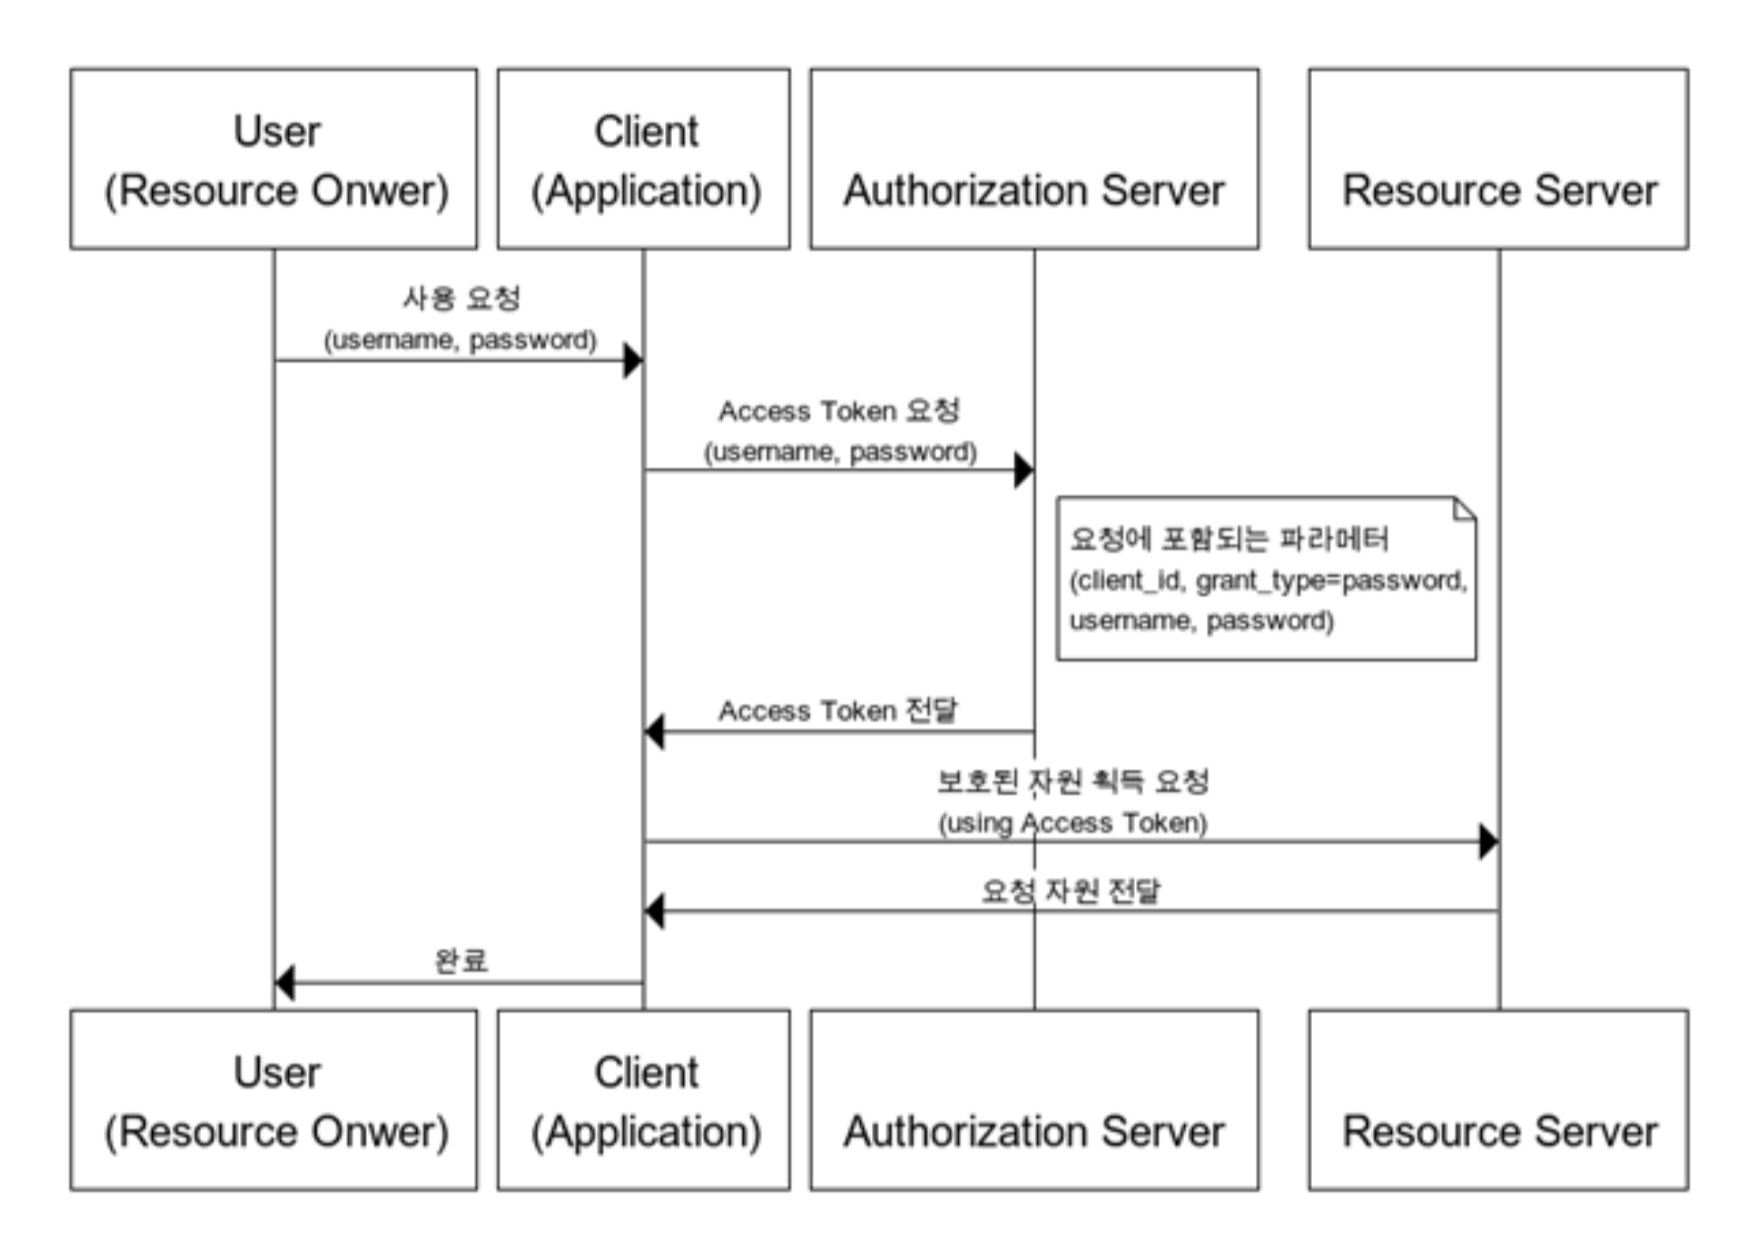 User
(Resource Onwer)
Client
(Application)
Authorization Server
Resource Server
사용 요청
(username, password)
Access Token 요청
(username, password)
요청에 포함되는 파라메터
(client_id, grant_type=password,
username, password)
Access Token 전달
보호된 자원 획득 요청
(using Access Token)
요청 자원 전달
완료
User
(Resource Onwer)
Client
(Application)
Authorization Server
Resource Server